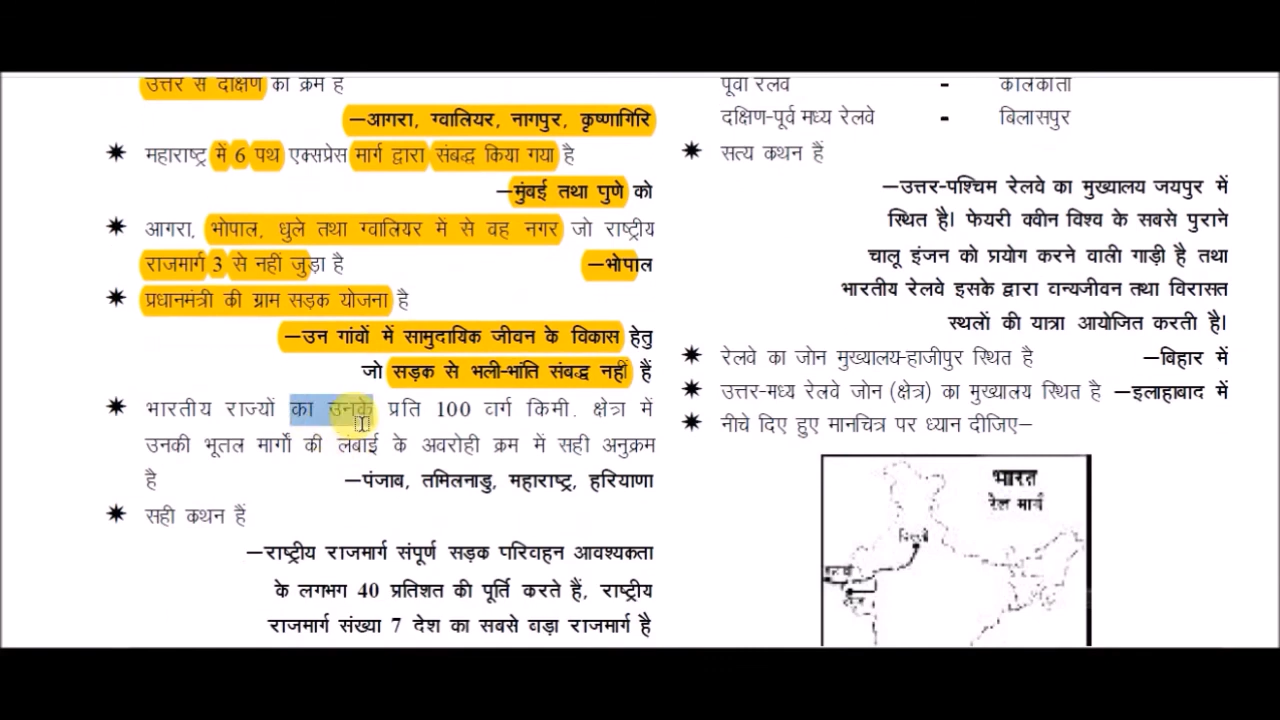 उत्तर से दक्षिण का क्रम है
—आगरा, ग्वालियर, नागपुर, कृष्णागिरि
✴ महाराष्ट्र में 6 पथ एक्सप्रेस मार्ग द्वारा संबद्ध किया गया है
—मुंबई तथा पुणे को
✴ आगरा, भोपाल, धुले तथा ग्वालियर में से वह नगर जो राष्ट्रीय
राजमार्ग 3 से नहीं जुड़ा है —भोपाल
✴ प्रधानमंत्री की ग्राम सड़क योजना है
—उन गांवों में सामुदायिक जीवन के विकास हेतु
जो सड़क से भली-भांति संबद्ध नहीं हैं
✴ भारतीय राज्यों का उनके प्रति 100 वर्ग किमी. क्षेत्र में
उनकी भूतल मार्गों की लंबाई के अवरोही क्रम में सही अनुक्रम
है —पंजाब, तमिलनाडु, महाराष्ट्र, हरियाणा
✴ सही कथन हैं
—राष्ट्रीय राजमार्ग संपूर्ण सड़क परिवहन आवश्यकता
के लगभग 40 प्रतिशत की पूर्ति करते हैं, राष्ट्रीय
राजमार्ग संख्या 7 देश का सबसे बड़ा राजमार्ग है
पूर्वी रेलवे - कोलकाता
दक्षिण-पूर्व मध्य रेलवे - बिलासपुर
✴ सत्य कथन हैं
—उत्तर-पश्चिम रेलवे का मुख्यालय जयपुर में
स्थित है। फेयरी क्वीन विश्व के सबसे पुराने
चालू इंजन को प्रयोग करने वाली गाड़ी है तथा
भारतीय रेलवे इसके द्वारा वन्यजीवन तथा विरासत
स्थलों की यात्रा आयोजित करती है।
✴ रेलवे का जोन मुख्यालय-हाजीपुर स्थित है —बिहार में
✴ उत्तर-मध्य रेलवे जोन (क्षेत्र) का मुख्यालय स्थित है —इलाहाबाद में
✴ नीचे दिए हुए मानचित्र पर ध्यान दीजिए—
भारत
रेल मार्ग
दिल्ली